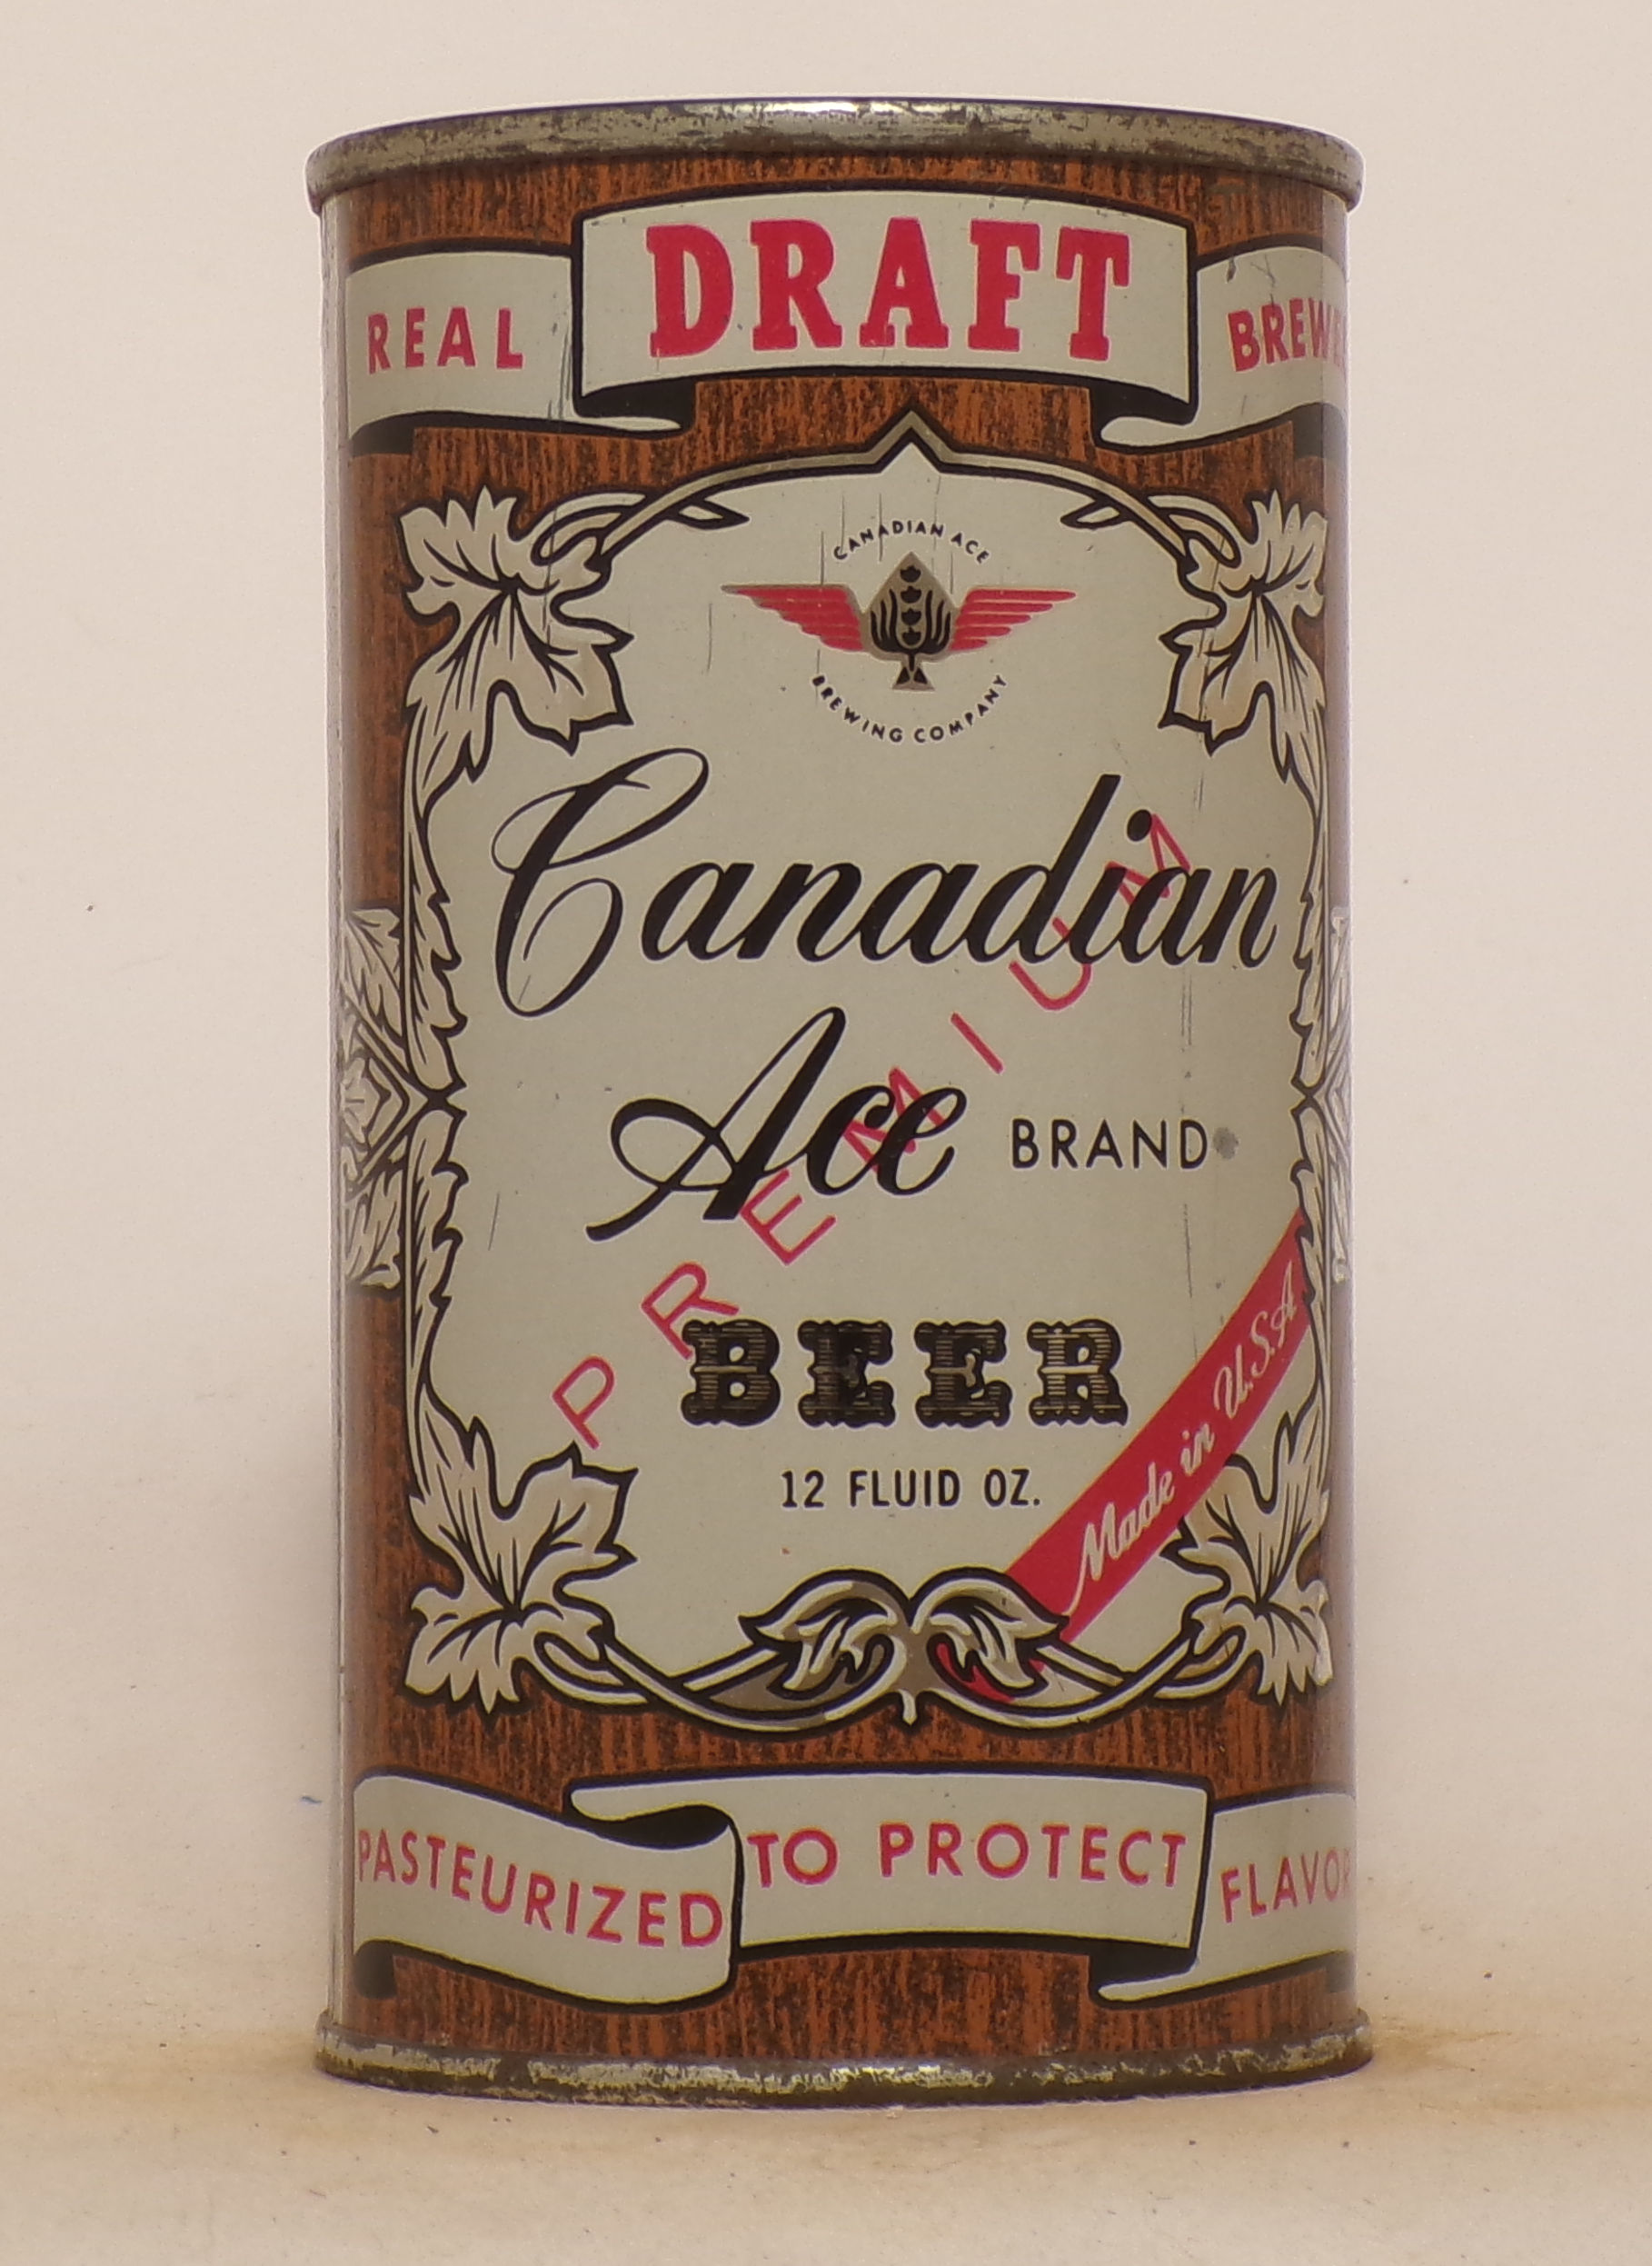 REAL DRAFT
CANADIAN ACE
BREWING COMPANY
Canadian
Ace BRAND
PREMIUM
BEER
12 FLUID OZ.
Made in U.S.A
PASTEURIZED TO PROTECT FLAVOR